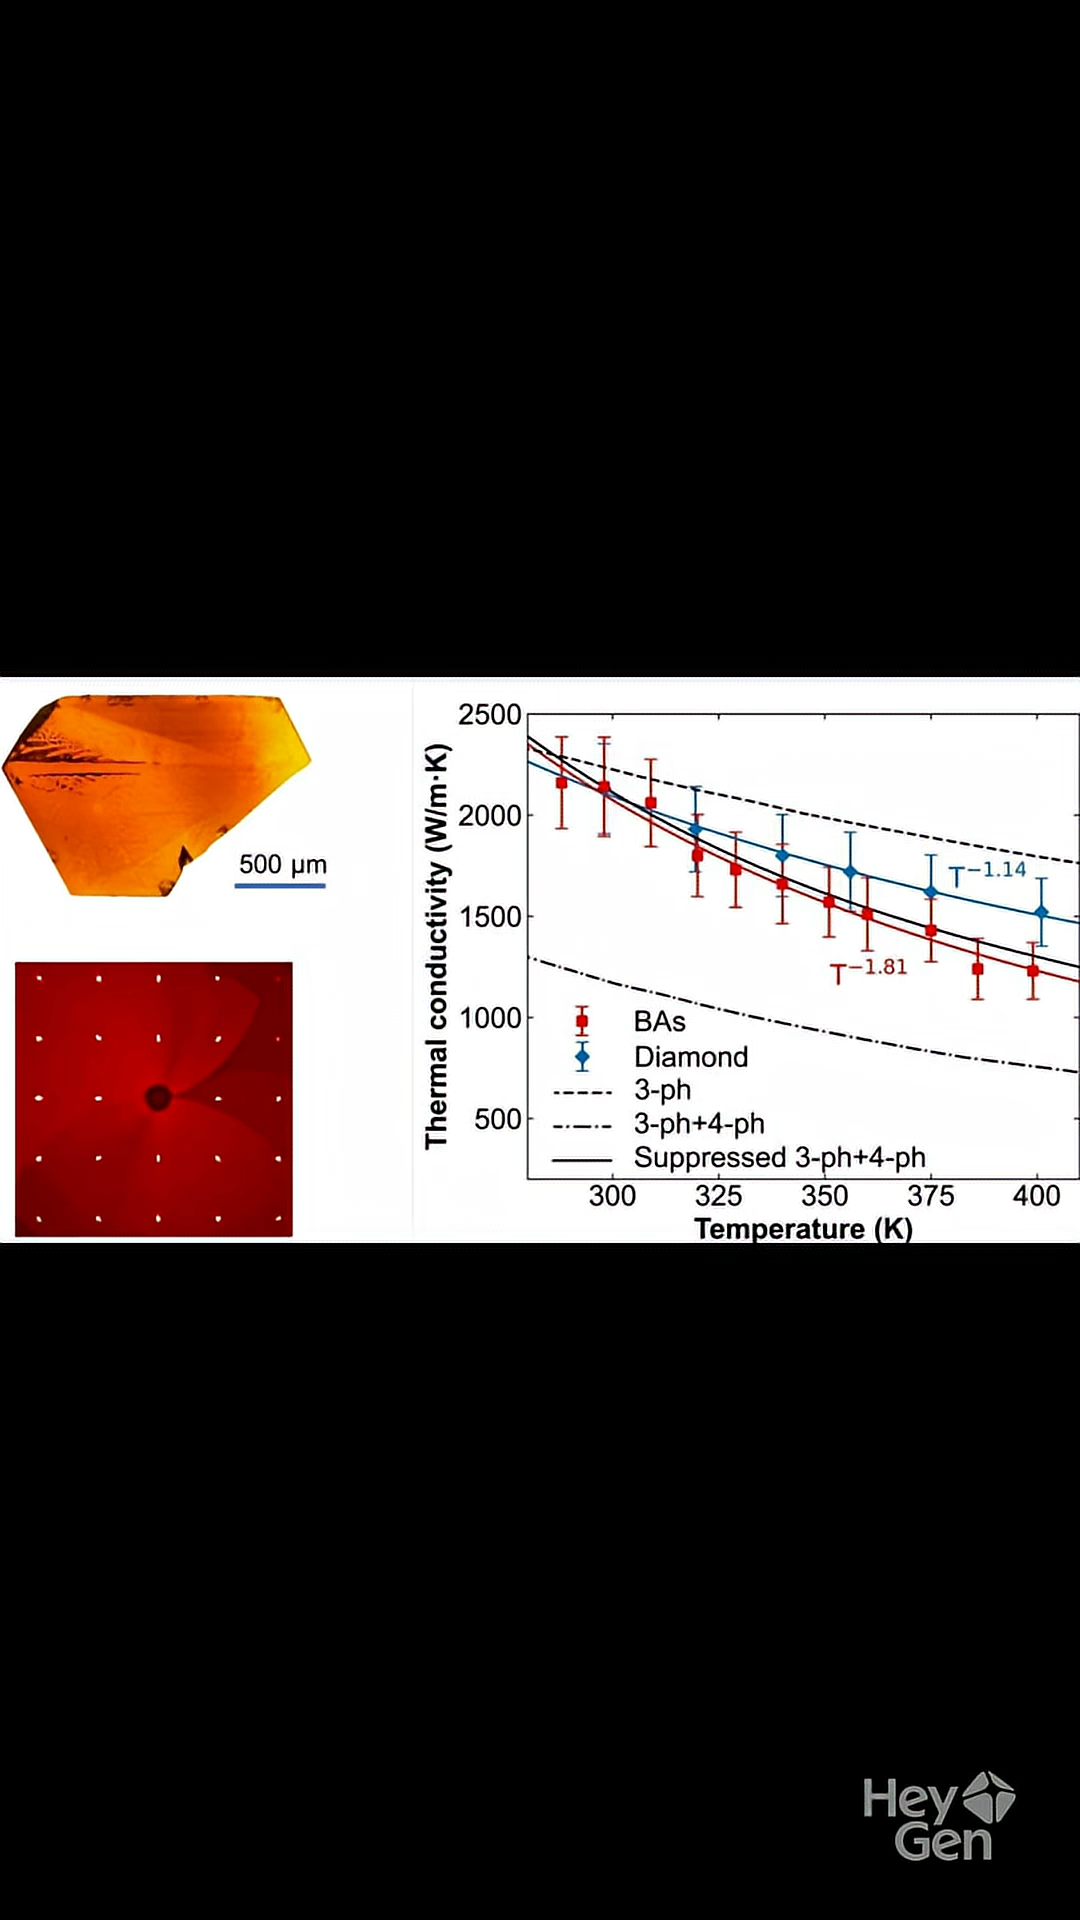 500 µm
Thermal conductivity (W/m·K)
2500
2000
1500
1000
500
T⁻¹·¹⁴
T⁻¹·⁸¹
BAs
Diamond
3-ph
3-ph+4-ph
Suppressed 3-ph+4-ph
300 325 350 375 400
Temperature (K)
Hey
Gen